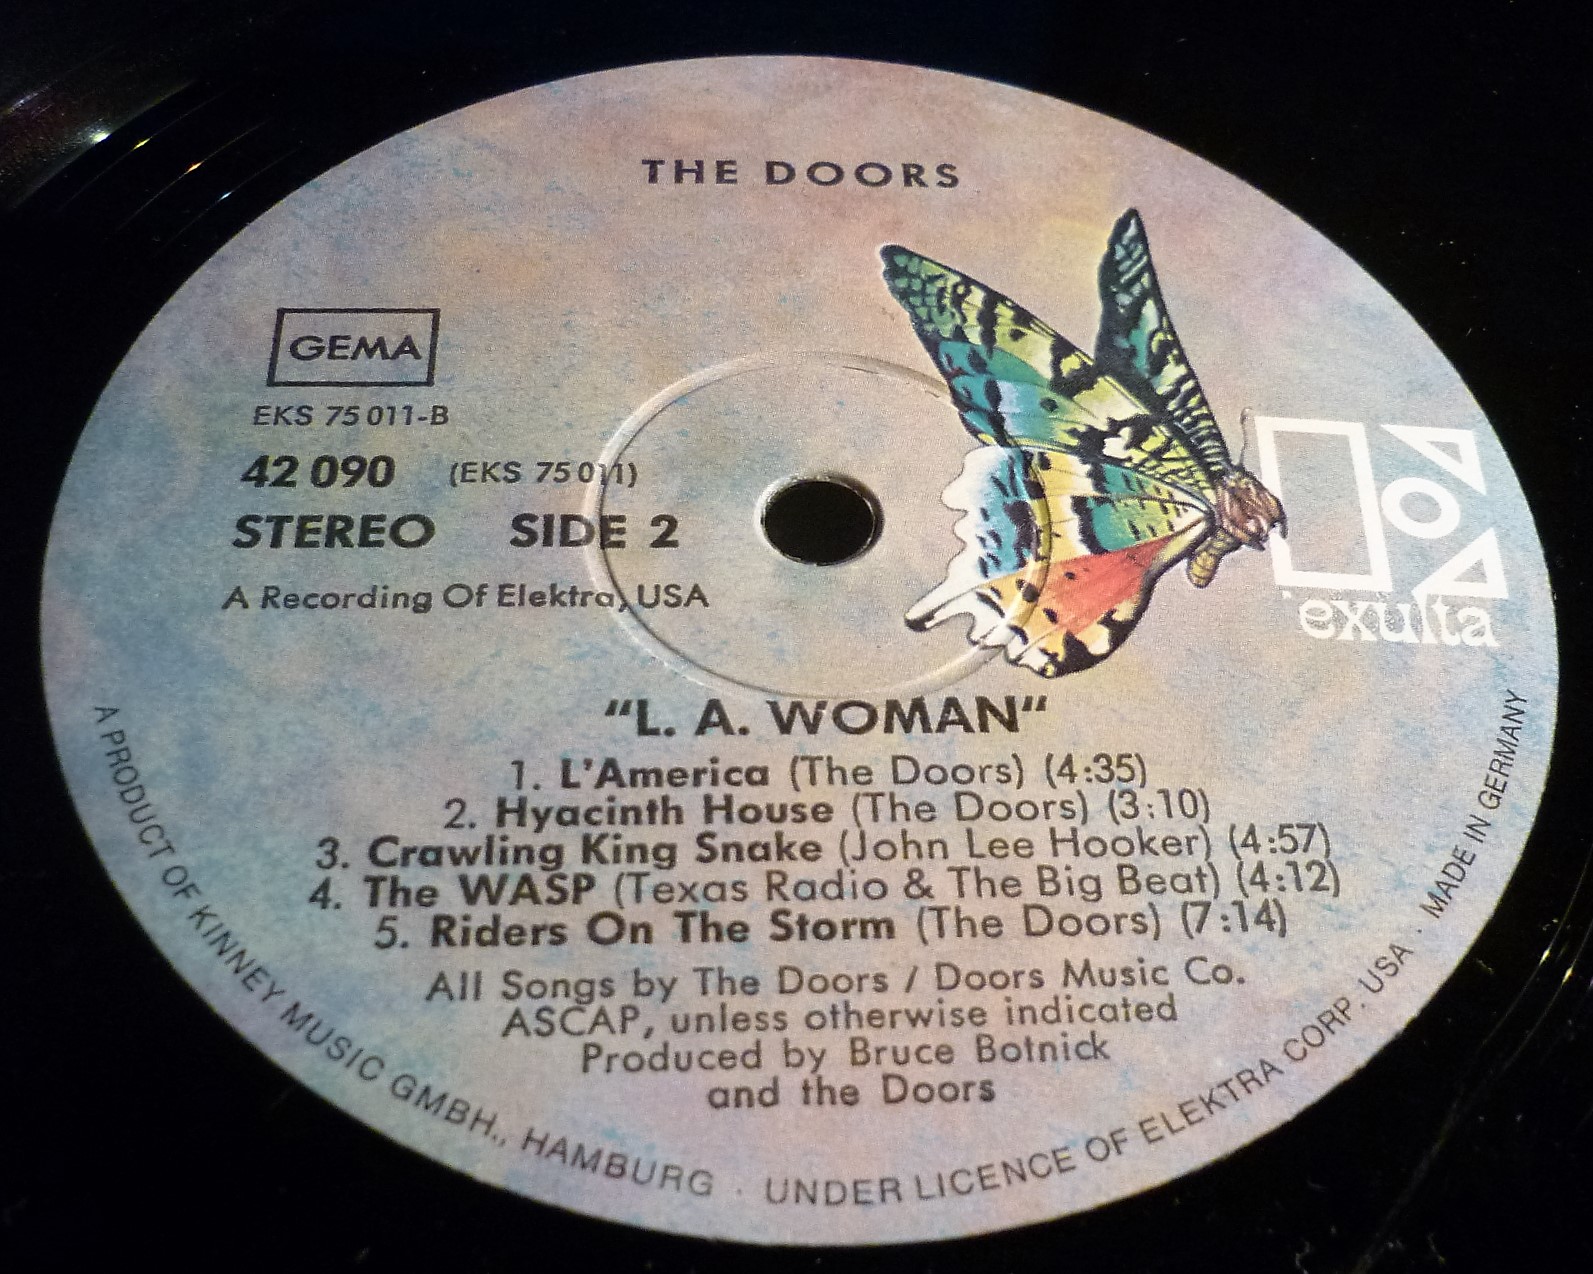 THE DOORS
GEMA
EKS 75 011-B
42 090 (EKS 75 011)
STEREO SIDE 2
A Recording Of Elektra, USA
exulta
“L. A. WOMAN“
1. L'America (The Doors) (4:35)
2. Hyacinth House (The Doors) (3:10)
3. Crawling King Snake (John Lee Hooker) (4:57)
4. The WASP (Texas Radio & The Big Beat) (4:12)
5. Riders On The Storm (The Doors) (7:14)
All Songs by The Doors / Doors Music Co.
ASCAP, unless otherwise indicated
Produced by Bruce Botnick
and the Doors
A PRODUCT OF KINNEY MUSIC GMBH., HAMBURG · UNDER LICENCE OF ELEKTRA CORP. USA · MADE IN GERMANY